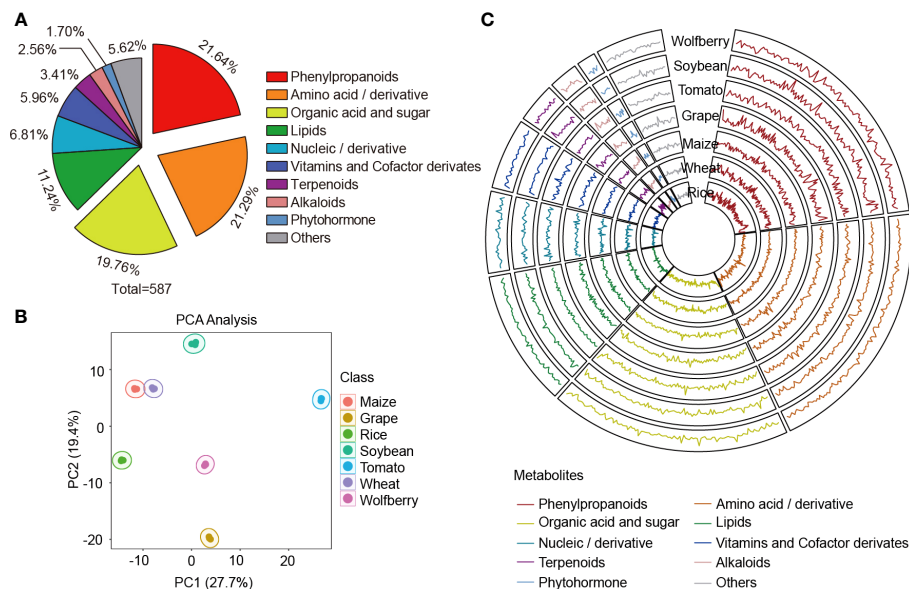 A
1.70%
2.56%
5.62%
3.41%
5.96%
6.81%
11.24%
19.76%
21.29%
21.64%
Total=587
Phenylpropanoids
Amino acid / derivative
Organic acid and sugar
Lipids
Nucleic / derivative
Vitamins and Cofactor derivates
Terpenoids
Alkaloids
Phytohormone
Others
B
PCA Analysis
PC2 (19.4%)
10
0
-10
-20
-10
0
10
20
PC1 (27.7%)
Class
Maize
Grape
Rice
Soybean
Tomato
Wheat
Wolfberry
C
Wolfberry
Soybean
Tomato
Grape
Maize
Wheat
Rice
Metabolites
Phenylpropanoids
Amino acid / derivative
Organic acid and sugar
Lipids
Nucleic / derivative
Vitamins and Cofactor derivates
Terpenoids
Alkaloids
Phytohormone
Others